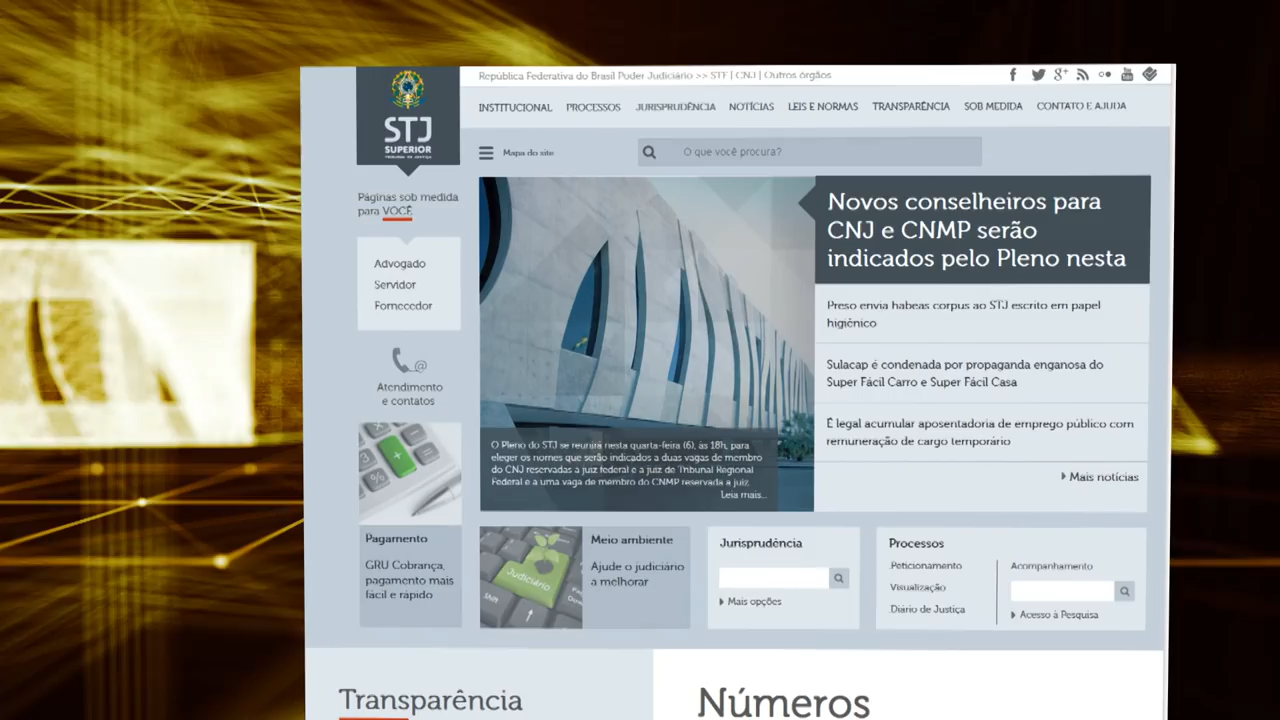 República Federativa do Brasil Poder Judiciário >> STF | CNJ | Outros órgãos
STJ
SUPERIOR
TRIBUNAL DE JUSTIÇA
INSTITUCIONAL PROCESSOS JURISPRUDÊNCIA NOTÍCIAS LEIS E NORMAS TRANSPARÊNCIA SOB MEDIDA CONTATO E AJUDA
Mapa do site
O que você procura?
Páginas sob medida
para VOCÊ
Advogado
Servidor
Fornecedor
Atendimento
e contatos
Pagamento
GRU Cobrança,
pagamento mais
fácil e rápido
O Pleno do STJ se reunirá nesta quarta-feira (6), às 18h, para
eleger os nomes que serão indicados a duas vagas de membro
do CNJ reservadas a juiz federal e a juiz de Tribunal Regional
Federal e a uma vaga de membro do CNMP reservada a juiz
Leia mais...
Novos conselheiros para
CNJ e CNMP serão
indicados pelo Pleno nesta
Preso envia habeas corpus ao STJ escrito em papel
higiênico
Sulacap é condenada por propaganda enganosa do
Super Fácil Carro e Super Fácil Casa
É legal acumular aposentadoria de emprego público com
remuneração de cargo temporário
Mais notícias
Judiciário
Shift
Meio ambiente
Ajude o judiciário
a melhorar
Jurisprudência
Mais opções
Processos
Peticionamento
Visualização
Diário de Justiça
Acompanhamento
Acesso à Pesquisa
Transparência
Números